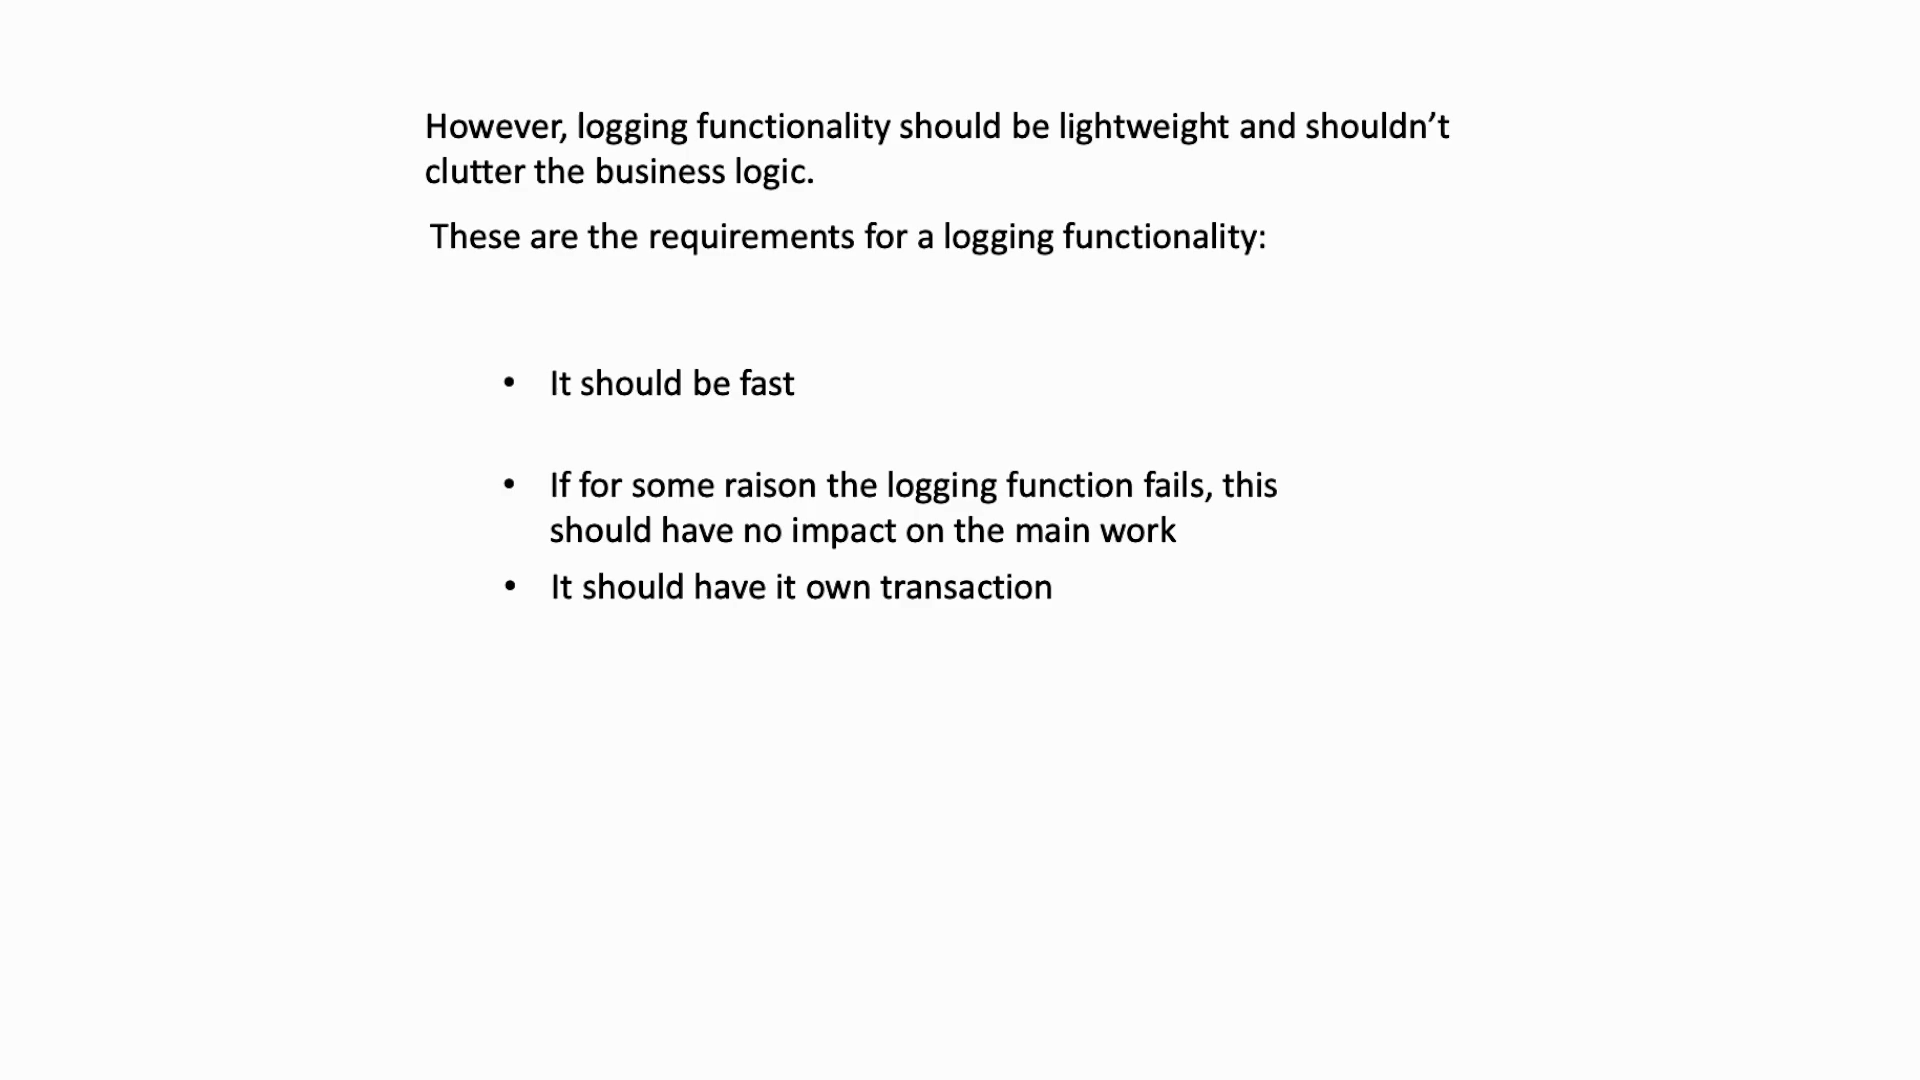 However, logging functionality should be lightweight and shouldn’t
clutter the business logic.
These are the requirements for a logging functionality:
• It should be fast
• If for some raison the logging function fails, this
should have no impact on the main work
• It should have it own transaction